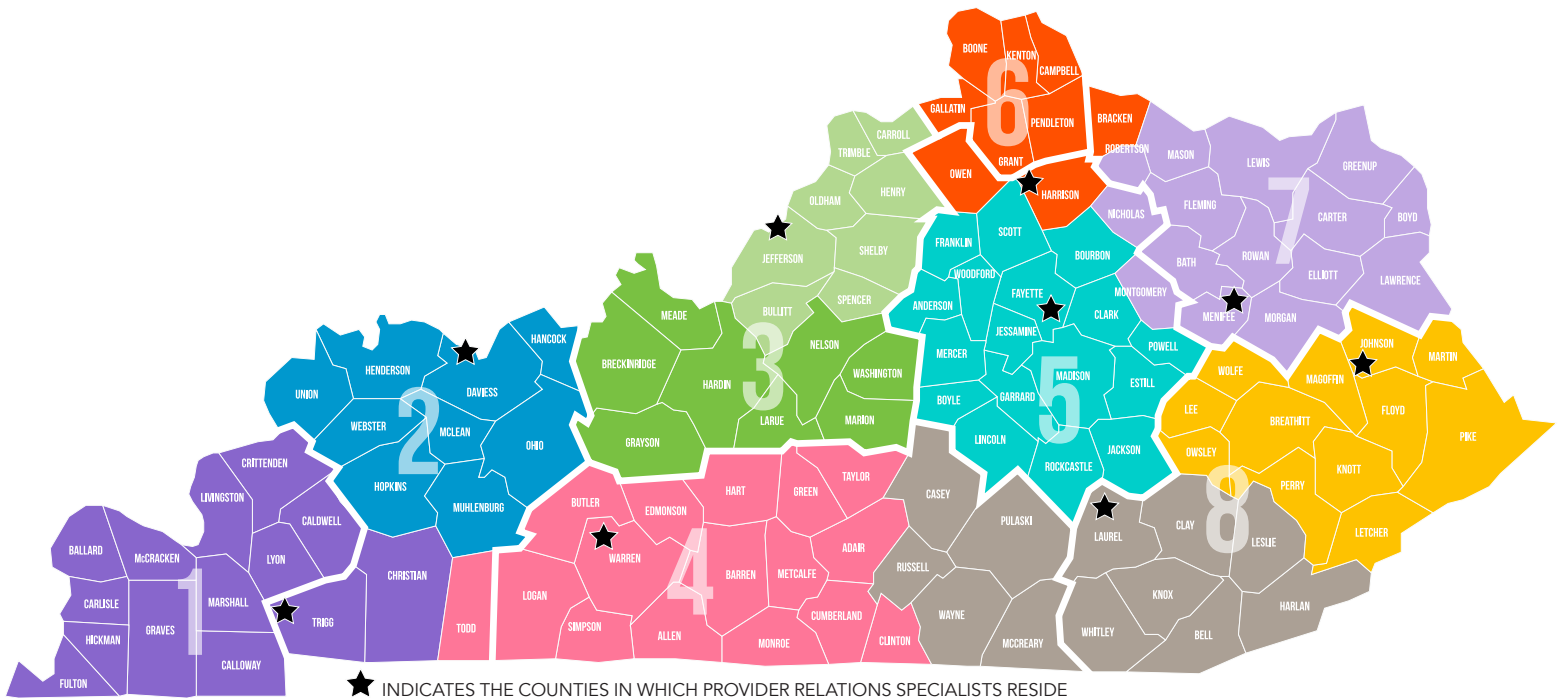 BOONE
KENTON
CAMPBELL
6
GALLATIN
PENDLETON
BRACKEN
GRANT
OWEN
HARRISON
ROBERTSON
CARROLL
TRIMBLE
HENRY
OLDHAM
JEFFERSON
SHELBY
SPENCER
BULLITT
MASON
LEWIS
GREENUP
7
FLEMING
NICHOLAS
CARTER
BOYD
BATH
ROWAN
ELLIOTT
LAWRENCE
MONTGOMERY
MENIFEE
MORGAN
FRANKLIN
SCOTT
BOURBON
WOODFORD
FAYETTE
ANDERSON
CLARK
JESSAMINE
MERCER
POWELL
MADISON
ESTILL
5
GARRARD
BOYLE
LINCOLN
ROCKCASTLE
JACKSON
MEADE
BRECKINRIDGE
HARDIN
3
NELSON
WASHINGTON
LARUE
MARION
GRAYSON
HANCOCK
HENDERSON
DAVIESS
UNION
WEBSTER
2
MCLEAN
OHIO
HOPKINS
MUHLENBURG
JOHNSON
MARTIN
WOLFE
MAGOFFIN
FLOYD
LEE
BREATHITT
PIKE
OWSLEY
KNOTT
PERRY
8
LETCHER
CLAY
LESLIE
LAUREL
KNOX
HARLAN
WHITLEY
BELL
CASEY
PULASKI
RUSSELL
WAYNE
MCCREARY
BUTLER
EDMONSON
HART
GREEN
TAYLOR
WARREN
4
BARREN
METCALFE
ADAIR
LOGAN
SIMPSON
ALLEN
MONROE
CUMBERLAND
CLINTON
TODD
CRITTENDEN
LIVINGSTON
CALDWELL
LYON
CHRISTIAN
TRIGG
BALLARD
McCRACKEN
CARLISLE
GRAVES
1
MARSHALL
HICKMAN
CALLOWAY
FULTON
INDICATES THE COUNTIES IN WHICH PROVIDER RELATIONS SPECIALISTS RESIDE